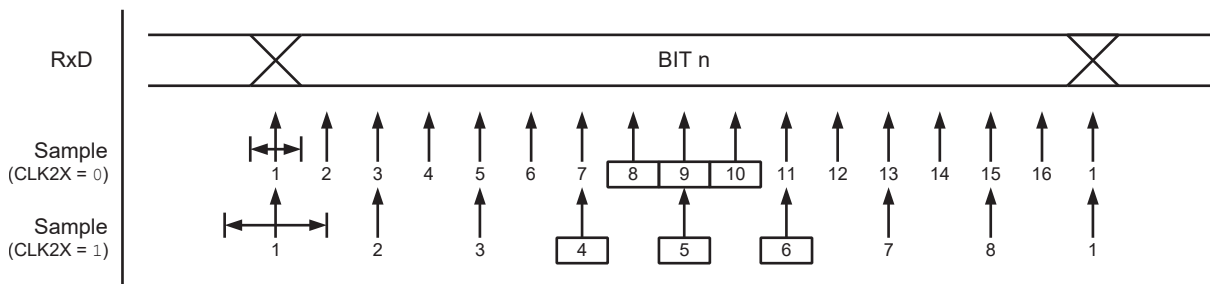 RxD BIT n
Sample
(CLK2X = 0) 1 2 3 4 5 6 7 8 9 10 11 12 13 14 15 16 1
Sample
(CLK2X = 1) 1 2 3 4 5 6 7 8 1